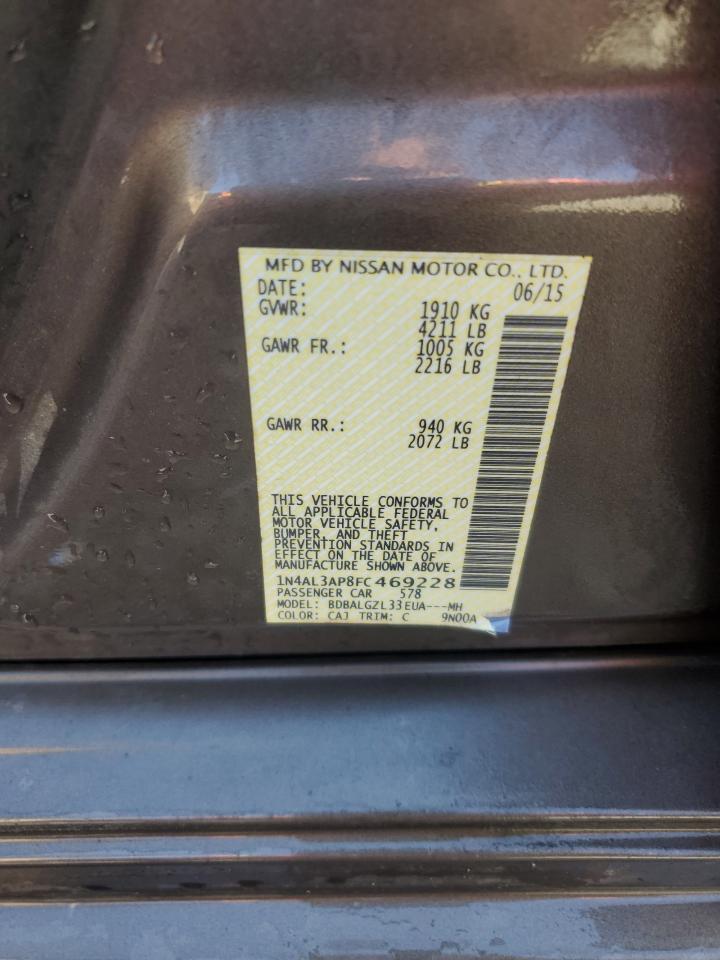 MFD BY NISSAN MOTOR CO., LTD.
DATE: 06/15
GVWR: 1910 KG
4211 LB
GAWR FR.: 1005 KG
2216 LB
GAWR RR.: 940 KG
2072 LB
THIS VEHICLE CONFORMS TO
ALL APPLICABLE FEDERAL
MOTOR VEHICLE SAFETY,
BUMPER, AND THEFT
PREVENTION STANDARDS IN
EFFECT ON THE DATE OF
MANUFACTURE SHOWN ABOVE.
1N4AL3AP8FC469228
PASSENGER CAR 578
MODEL: BDBALGZL33EUA---MH
COLOR: CAJ TRIM: C 9N00A